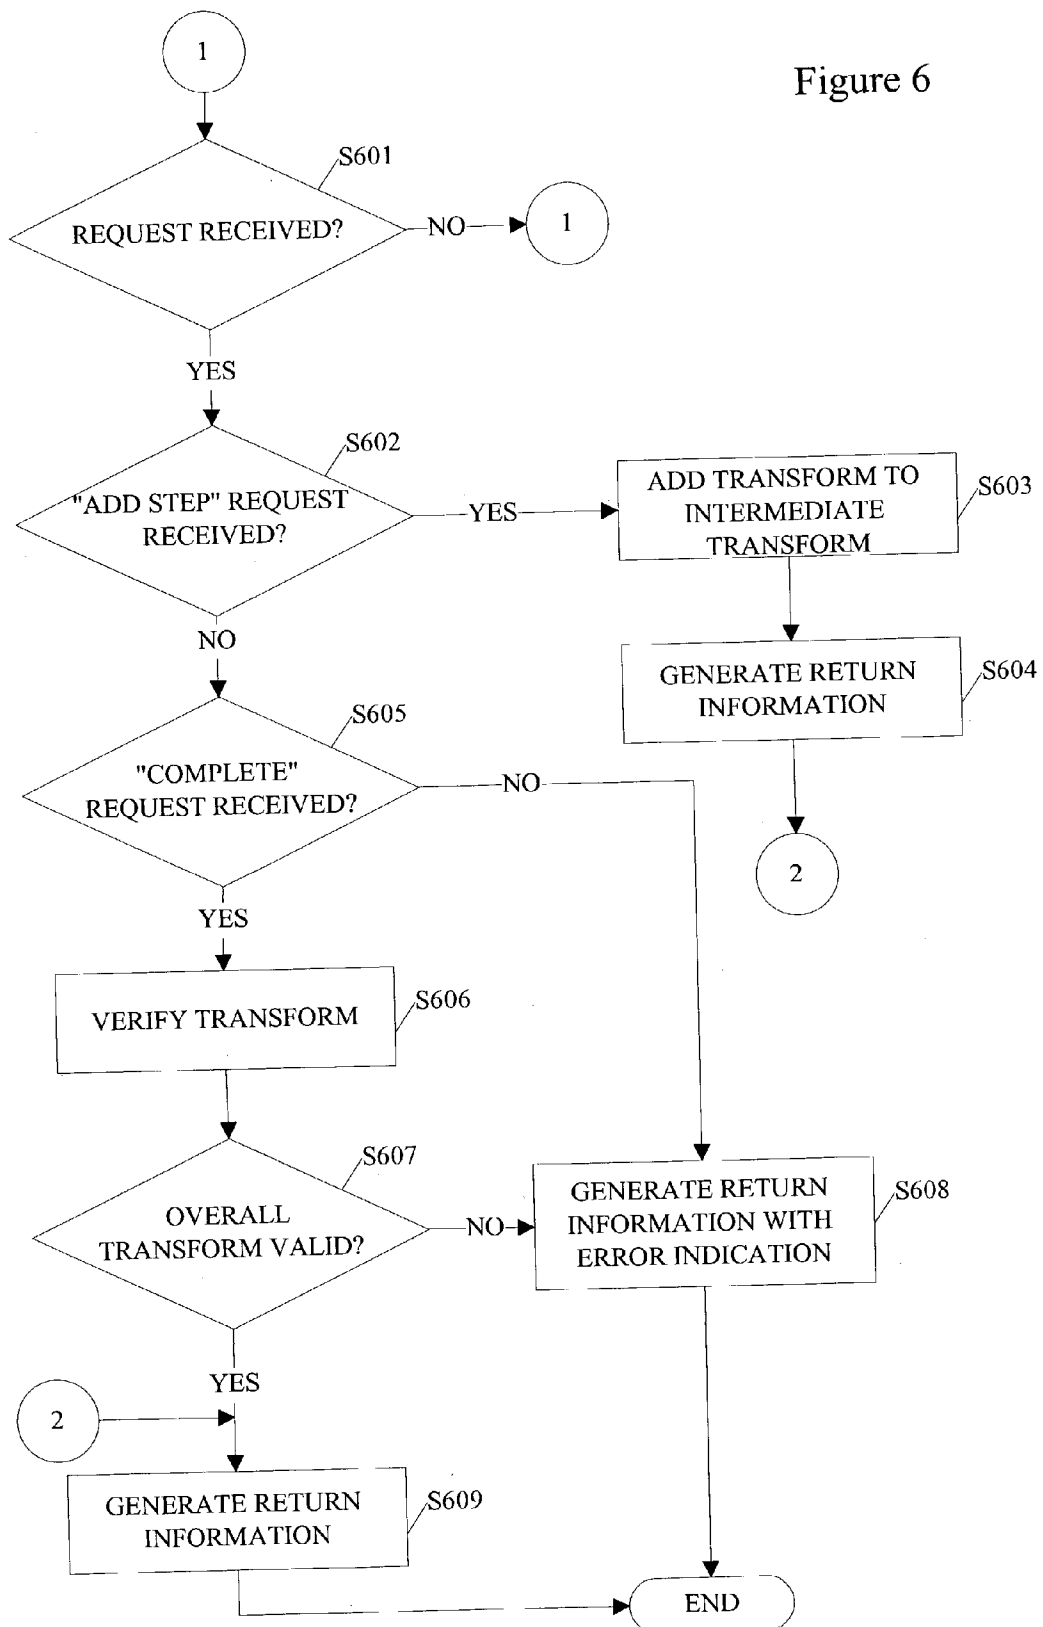 1
Figure 6
S601
REQUEST RECEIVED?
NO
1
YES
S602
"ADD STEP" REQUEST
RECEIVED?
YES
ADD TRANSFORM TO
INTERMEDIATE
TRANSFORM
S603
NO
GENERATE RETURN
INFORMATION
S604
S605
"COMPLETE"
REQUEST RECEIVED?
NO
2
YES
VERIFY TRANSFORM
S606
S607
OVERALL
TRANSFORM VALID?
NO
GENERATE RETURN
INFORMATION WITH
ERROR INDICATION
S608
YES
2
GENERATE RETURN
INFORMATION
S609
END